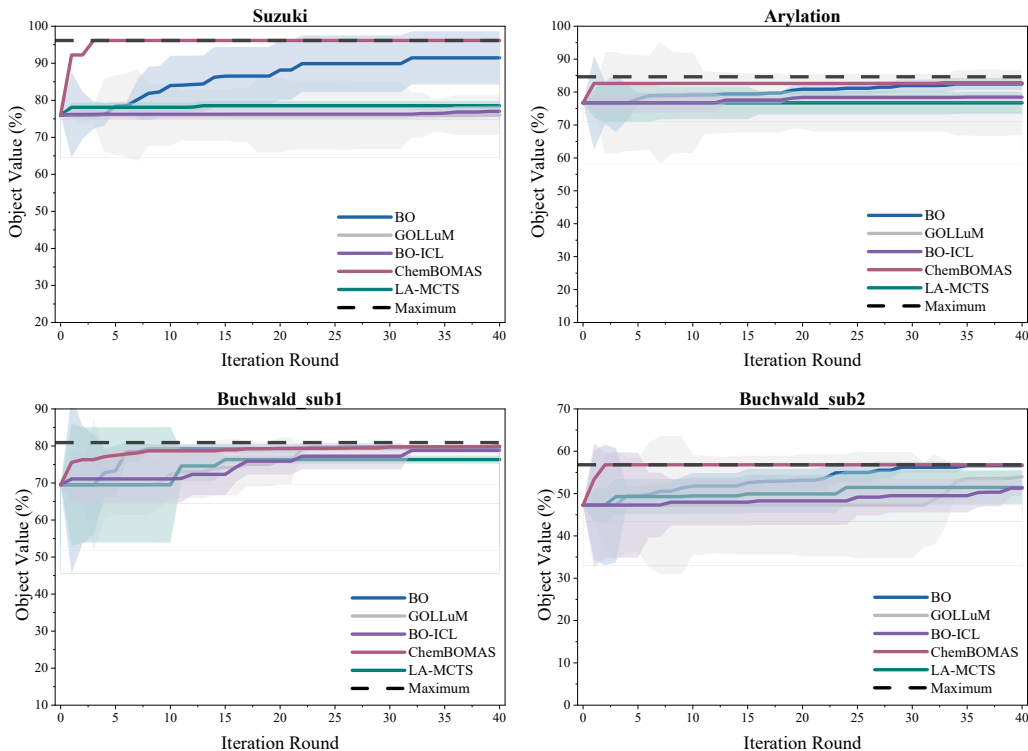 Suzuki
Object Value (%)
100
90
80
70
60
50
40
30
20
BO
GOLLuM
BO-ICL
ChemBOMAS
LA-MCTS
Maximum
0 5 10 15 20 25 30 35 40
Iteration Round
Arylation
Object Value (%)
100
90
80
70
60
50
40
30
20
10
BO
GOLLuM
BO-ICL
ChemBOMAS
LA-MCTS
Maximum
0 5 10 15 20 25 30 35 40
Iteration Round
Buchwald_sub1
Object Value (%)
90
80
70
60
50
40
30
20
10
BO
GOLLuM
BO-ICL
ChemBOMAS
LA-MCTS
Maximum
0 5 10 15 20 25 30 35 40
Iteration Round
Buchwald_sub2
Object Value (%)
70
60
50
40
30
20
10
0
BO
GOLLuM
BO-ICL
ChemBOMAS
LA-MCTS
Maximum
0 5 10 15 20 25 30 35 40
Iteration Round